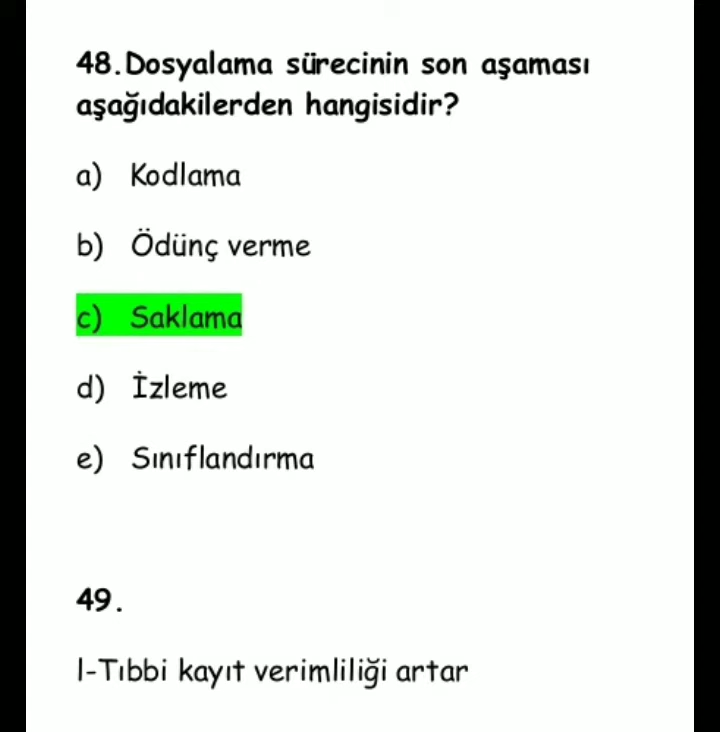 48.Dosyalama sürecinin son aşaması
aşağıdakilerden hangisidir?
a) Kodlama
b) Ödünç verme
c) Saklama
d) İzleme
e) Sınıflandırma
49.
I-Tıbbi kayıt verimliliği artar